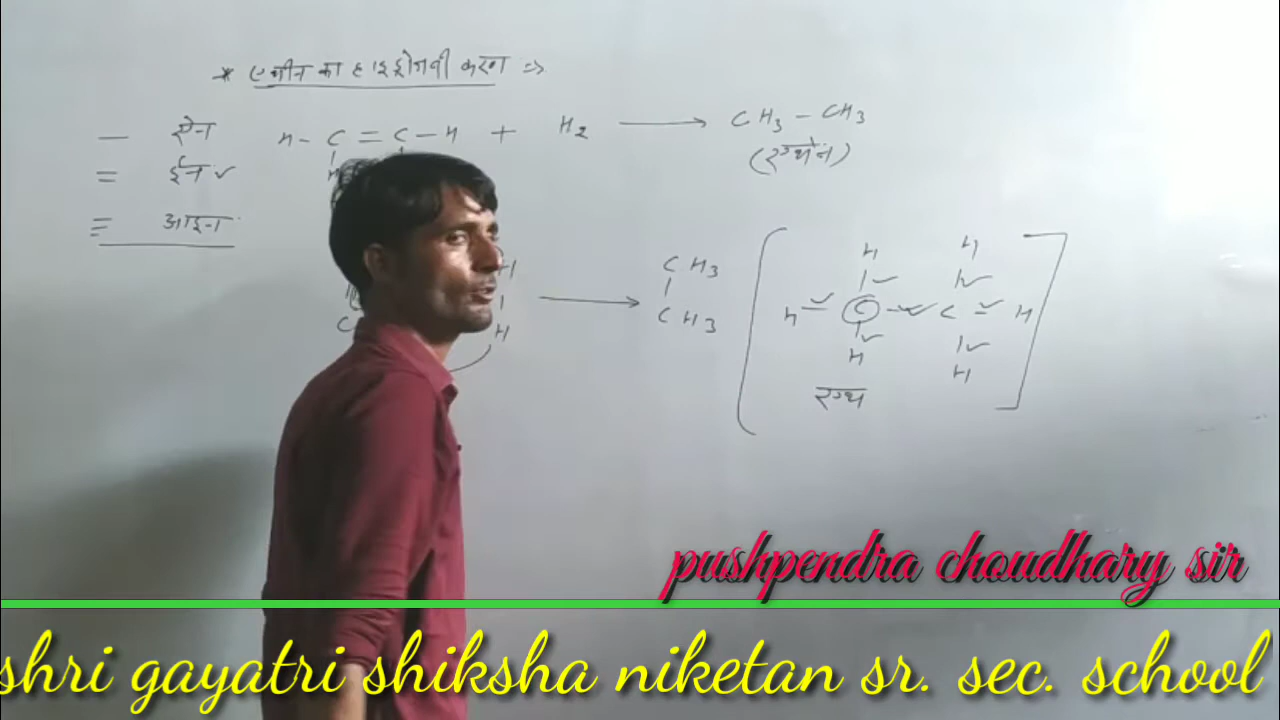 * एल्कीन का हाइड्रोजनीकरण ⇒
— ऐन H - C = C - H + H₂ ⟶ CH₃ - CH₃
= ईन ✓ (एथेन)
≡ आइन
H H H
CH₃ H - C - C = H
CH₃
H H H
एथ
pushpendra choudhary sir
shri gayatri shiksha niketan sr. sec. school